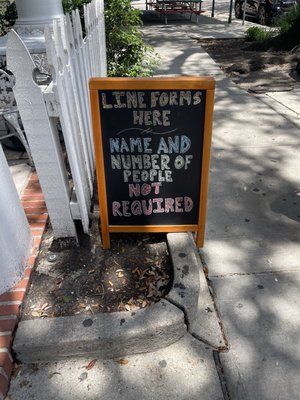 LINE FORMS
HERE
NAME AND
NUMBER OF
PEOPLE
NOT
REQUIRED